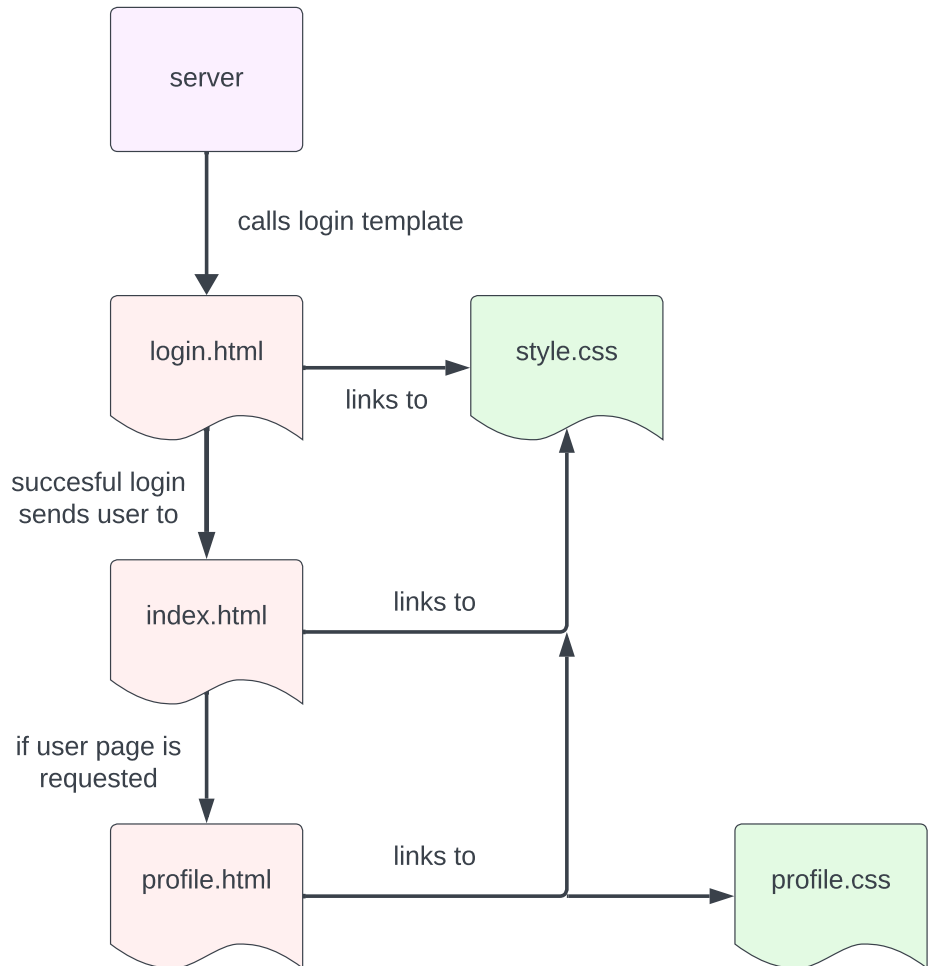 server
calls login template
login.html
style.css
links to
succesful login
sends user to
index.html
links to
if user page is
requested
profile.html
links to
profile.css